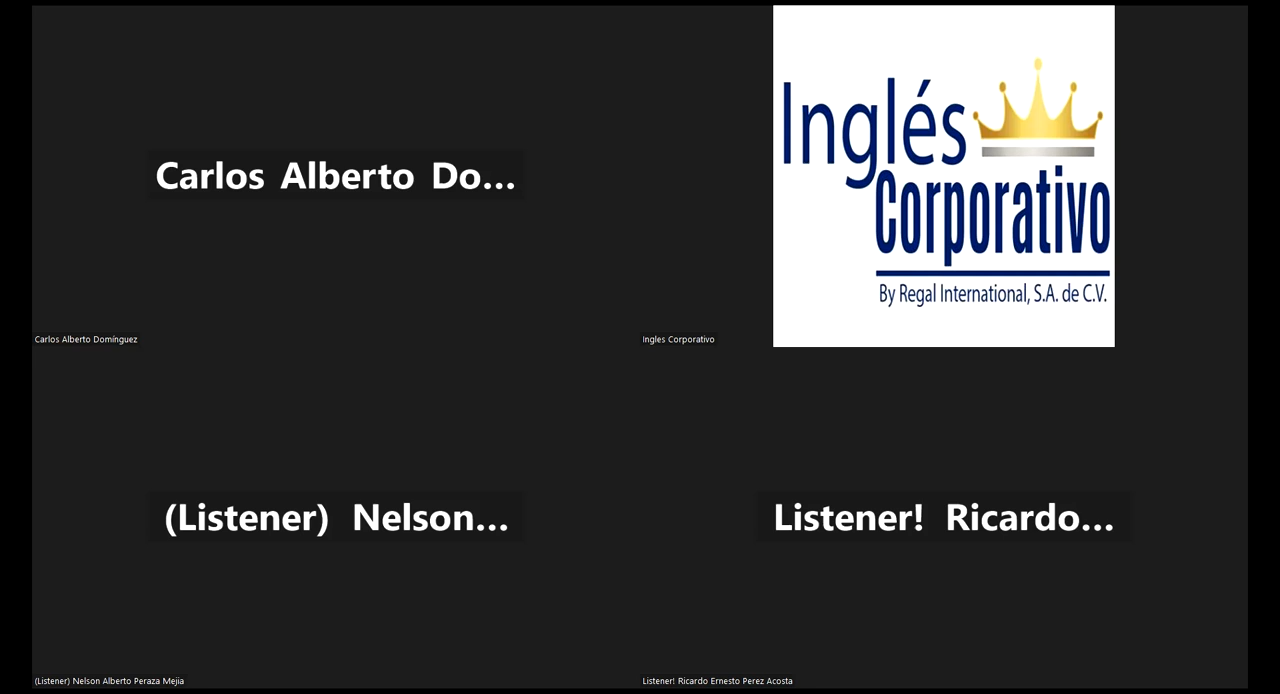 Carlos Alberto Do...
Carlos Alberto Domínguez
Inglés
Corporativo
By Regal International, S.A. de C.V.
Ingles Corporativo
(Listener) Nelson...
(Listener) Nelson Alberto Peraza Mejia
Listener! Ricardo...
Listener! Ricardo Ernesto Perez Acosta